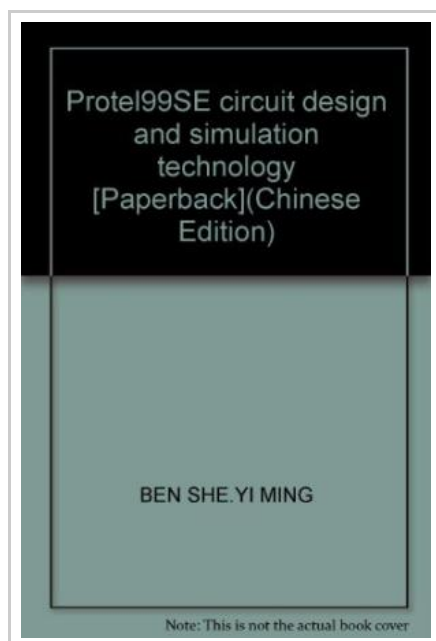 Protel99SE circuit design
and simulation
technology
[Paperback](Chinese
Edition)
BEN SHE.YI MING
Note: This is not the actual book cover